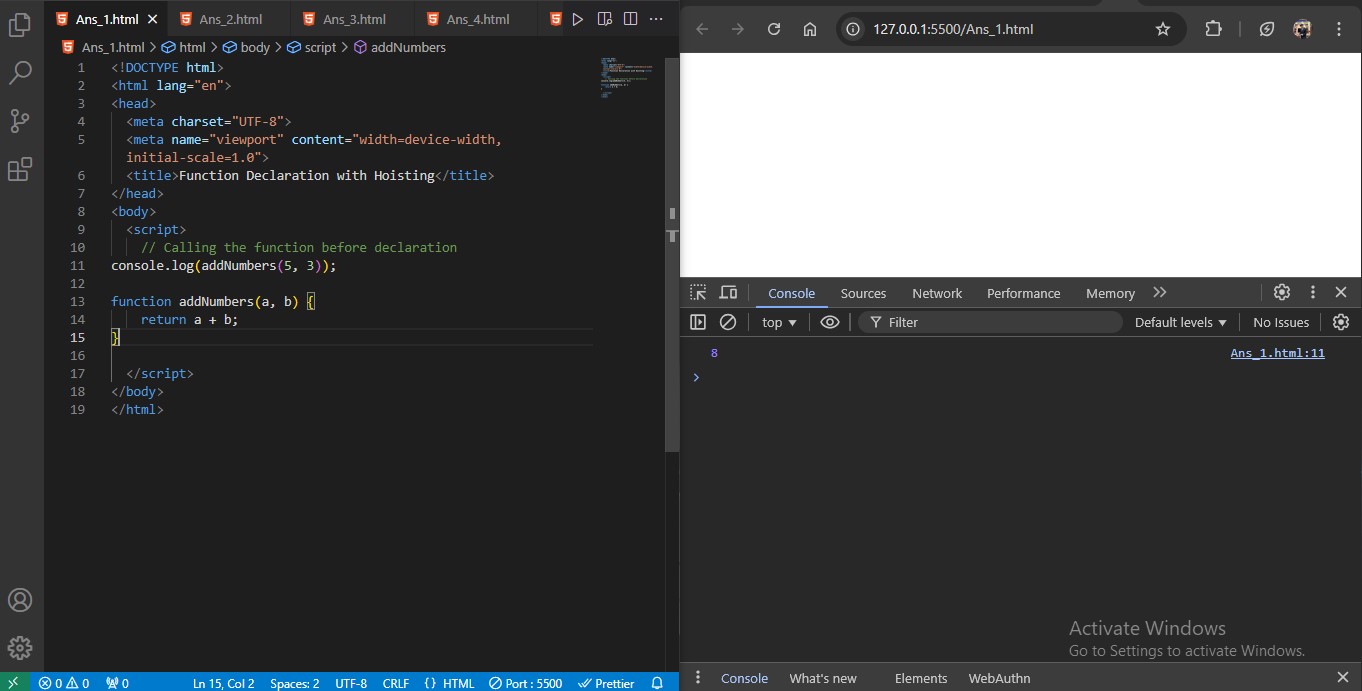 Ans_1.html
Ans_2.html
Ans_3.html
Ans_4.html
Ans_1.html > html > body > script > addNumbers
1 <!DOCTYPE html>
2 <html lang="en">
3 <head>
4 <meta charset="UTF-8">
5 <meta name="viewport" content="width=device-width,
initial-scale=1.0">
6 <title>Function Declaration with Hoisting</title>
7 </head>
8 <body>
9 <script>
10 // Calling the function before declaration
11 console.log(addNumbers(5, 3));
12
13 function addNumbers(a, b) {
14 return a + b;
15 }
16
17 </script>
18 </body>
19 </html>
0 0 0 Ln 15, Col 2 Spaces: 2 UTF-8 CRLF {} HTML Port : 5500 Prettier
127.0.0.1:5500/Ans_1.html
Console Sources Network Performance Memory
top Filter Default levels No Issues
8 Ans_1.html:11
>
Activate Windows
Go to Settings to activate Windows.
Console What's new Elements WebAuthn